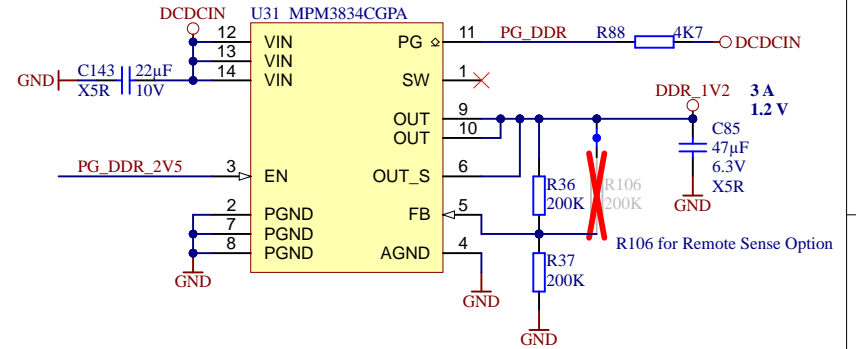 DCDCIN
U31 MPM3834CGPA
12 VIN
13 VIN
14 VIN
GND
C143 22µF
X5R 10V
PG 11 PG_DDR R88 4K7 DCDCIN
SW 1
OUT 9
OUT 10
DDR_1V2 3 A
1.2 V
C85
47µF
6.3V
X5R
GND
PG_DDR_2V5 3 EN
OUT_S 6
R36
200K
R106
200K
2 PGND
7 PGND
8 PGND
GND
FB 5
AGND 4
GND
R106 for Remote Sense Option
R37
200K
GND